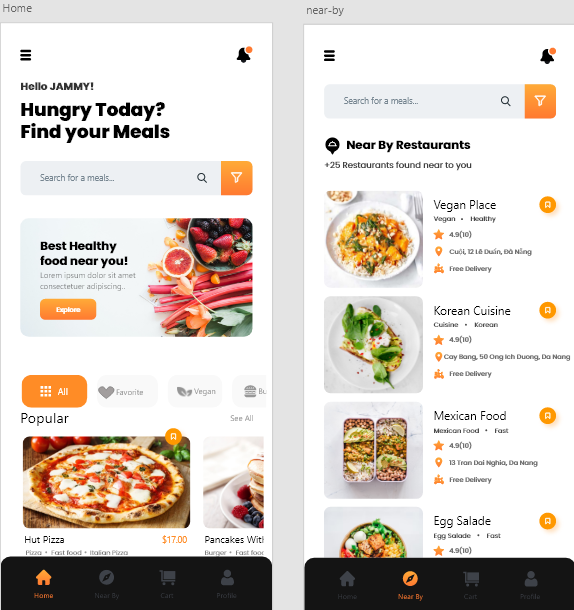 Home
Hello JAMMY!
Hungry Today?
Find your Meals
Search for a meals...
Best Healthy
food near you!
Lorem ipsum dolor sit amet
consectetuer adipiscing..
Explore
All
Favorite
Vegan
Bu
Popular
See All
Hut Pizza
$17.00
Pizza • Fast food • Italian Pizza
Pancakes With
Burger • Fast food
Home
Near By
Cart
Profile
near-by
Search for a meals...
Near By Restaurants
+25 Restaurants found near to you
Vegan Place
Vegan • Healthy
4.9(10)
Cuội, 12 Lê Duẩn, Đà Nẵng
Free Delivery
Korean Cuisine
Cuisine • Korean
4.9(10)
Cay Bang, 50 Ong Ich Duong, Da Nang
Free Delivery
Mexican Food
Mexican Food • Fast
4.9(10)
13 Tran Dai Nghia, Da Nang
Free Delivery
Egg Salade
Egg Salade • Fast
4.9(10)
Home
Near By
Cart
Profile